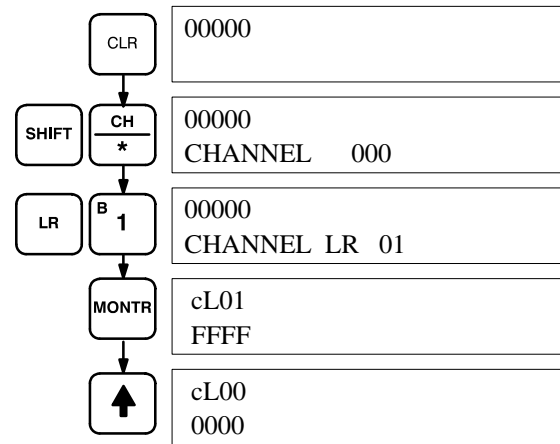 CLR
00000
SHIFT
CH
*
00000
CHANNEL 000
LR
B
1
00000
CHANNEL LR 01
MONTR
cL01
FFFF
cL00
0000